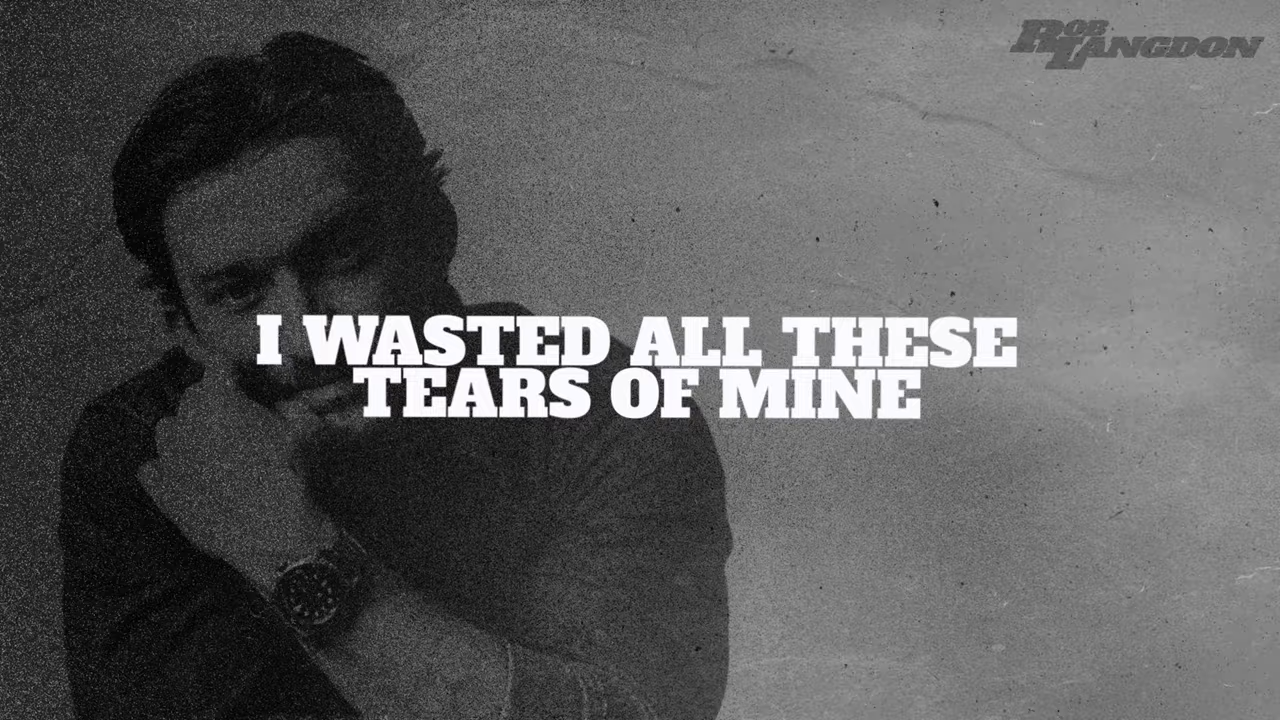 ROB
LANGDON
I WASTED ALL THESE
TEARS OF MINE